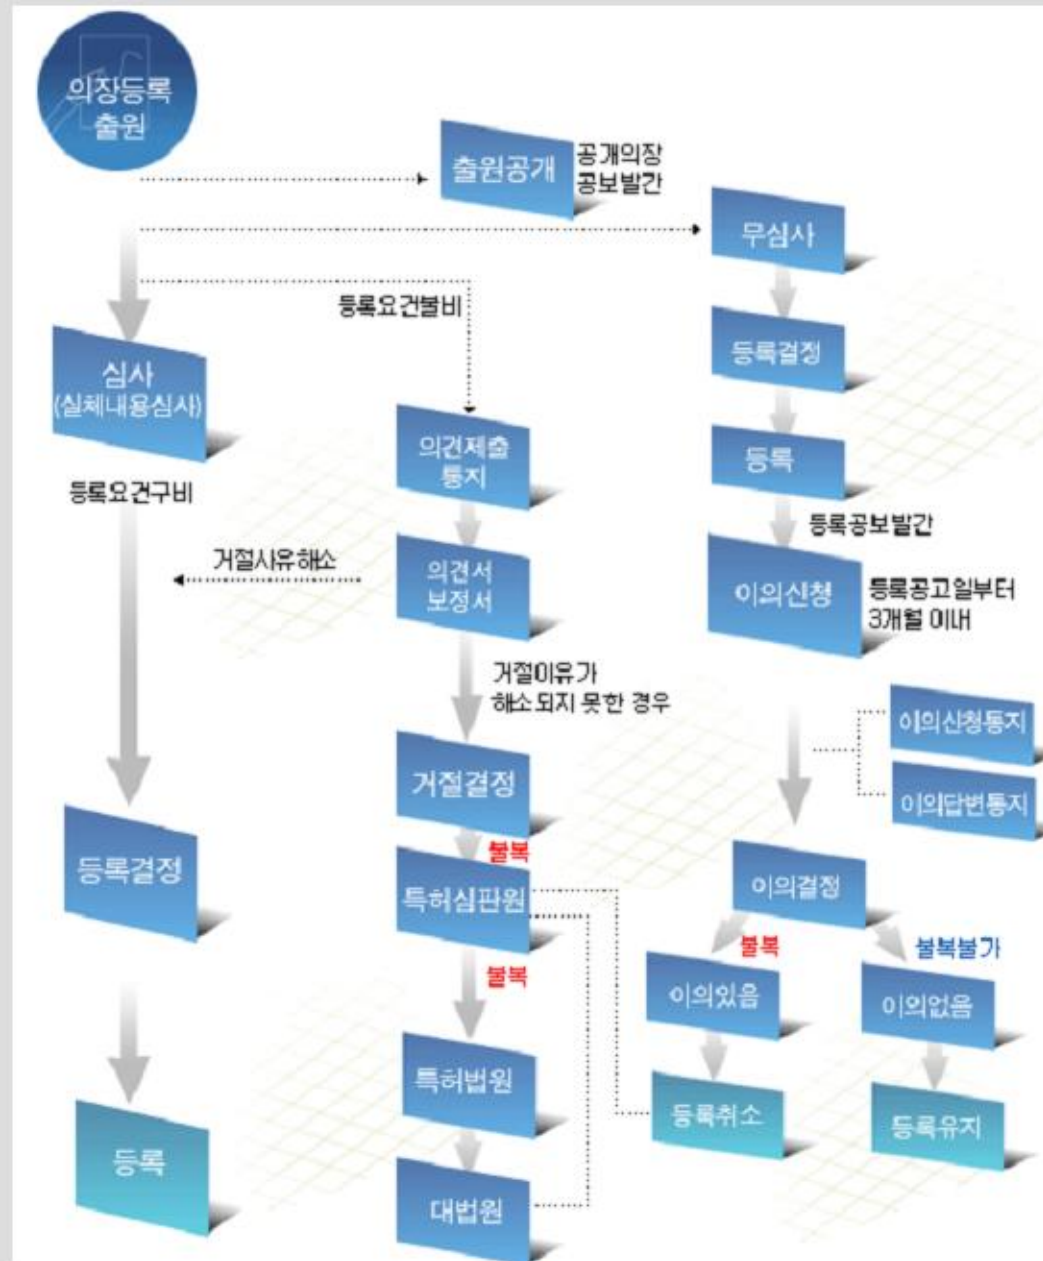 의장등록
출원
출원공개
공개의장
공보발간
무심사
등록요건불비
등록결정
심사
(실체내용심사)
의견제출
통지
등록
등록요건구비
등록공보발간
거절사유해소
의견서
보정서
이의신청
등록공고일부터
3개월 이내
거절이유가
해소되지 못한 경우
이의신청통지
거절결정
이의답변통지
불복
등록결정
특허심판원
이의결정
불복
불복
불복불가
이의있음
이의없음
특허법원
등록취소
등록유지
등록
대법원